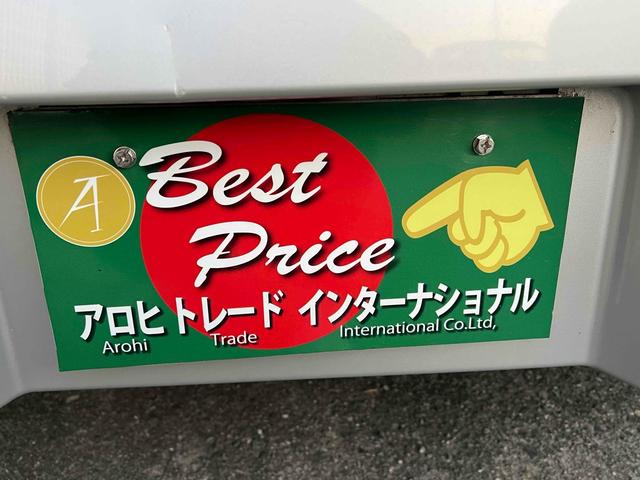 A
Best
Price
アロヒ トレード インターナショナル
Arohi Trade International Co.Ltd,